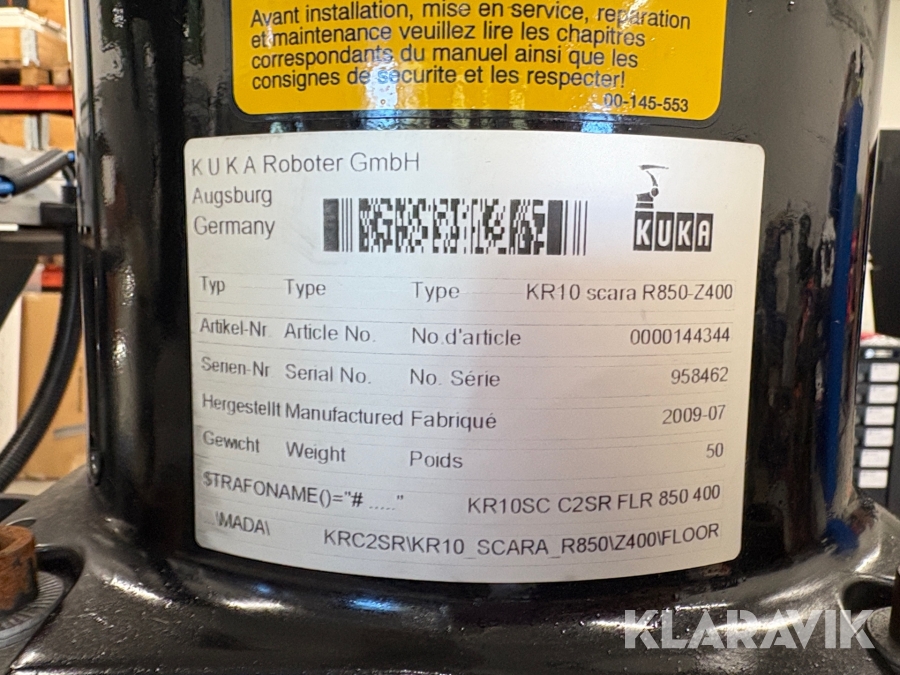 Avant installation, mise en service, reparation
et maintenance veuillez lire les chapitres
correspondants du manuel ainsi que les
consignes de securite et les respecter!
00-145-553
KUKA Roboter GmbH
Augsburg
Germany
KUKA
Typ Type Type KR10 scara R850-Z400
Artikel-Nr. Article No. No.d'article 0000144344
Serien-Nr Serial No. No. Série 958462
Hergestellt Manufactured Fabriqué 2009-07
Gewicht Weight Poids 50
$TRAFONAME()="# ....." KR10SC C2SR FLR 850 400
...\MADA\ KRC2SR\KR10_SCARA_R850\Z400\FLOOR
KLARAVIK